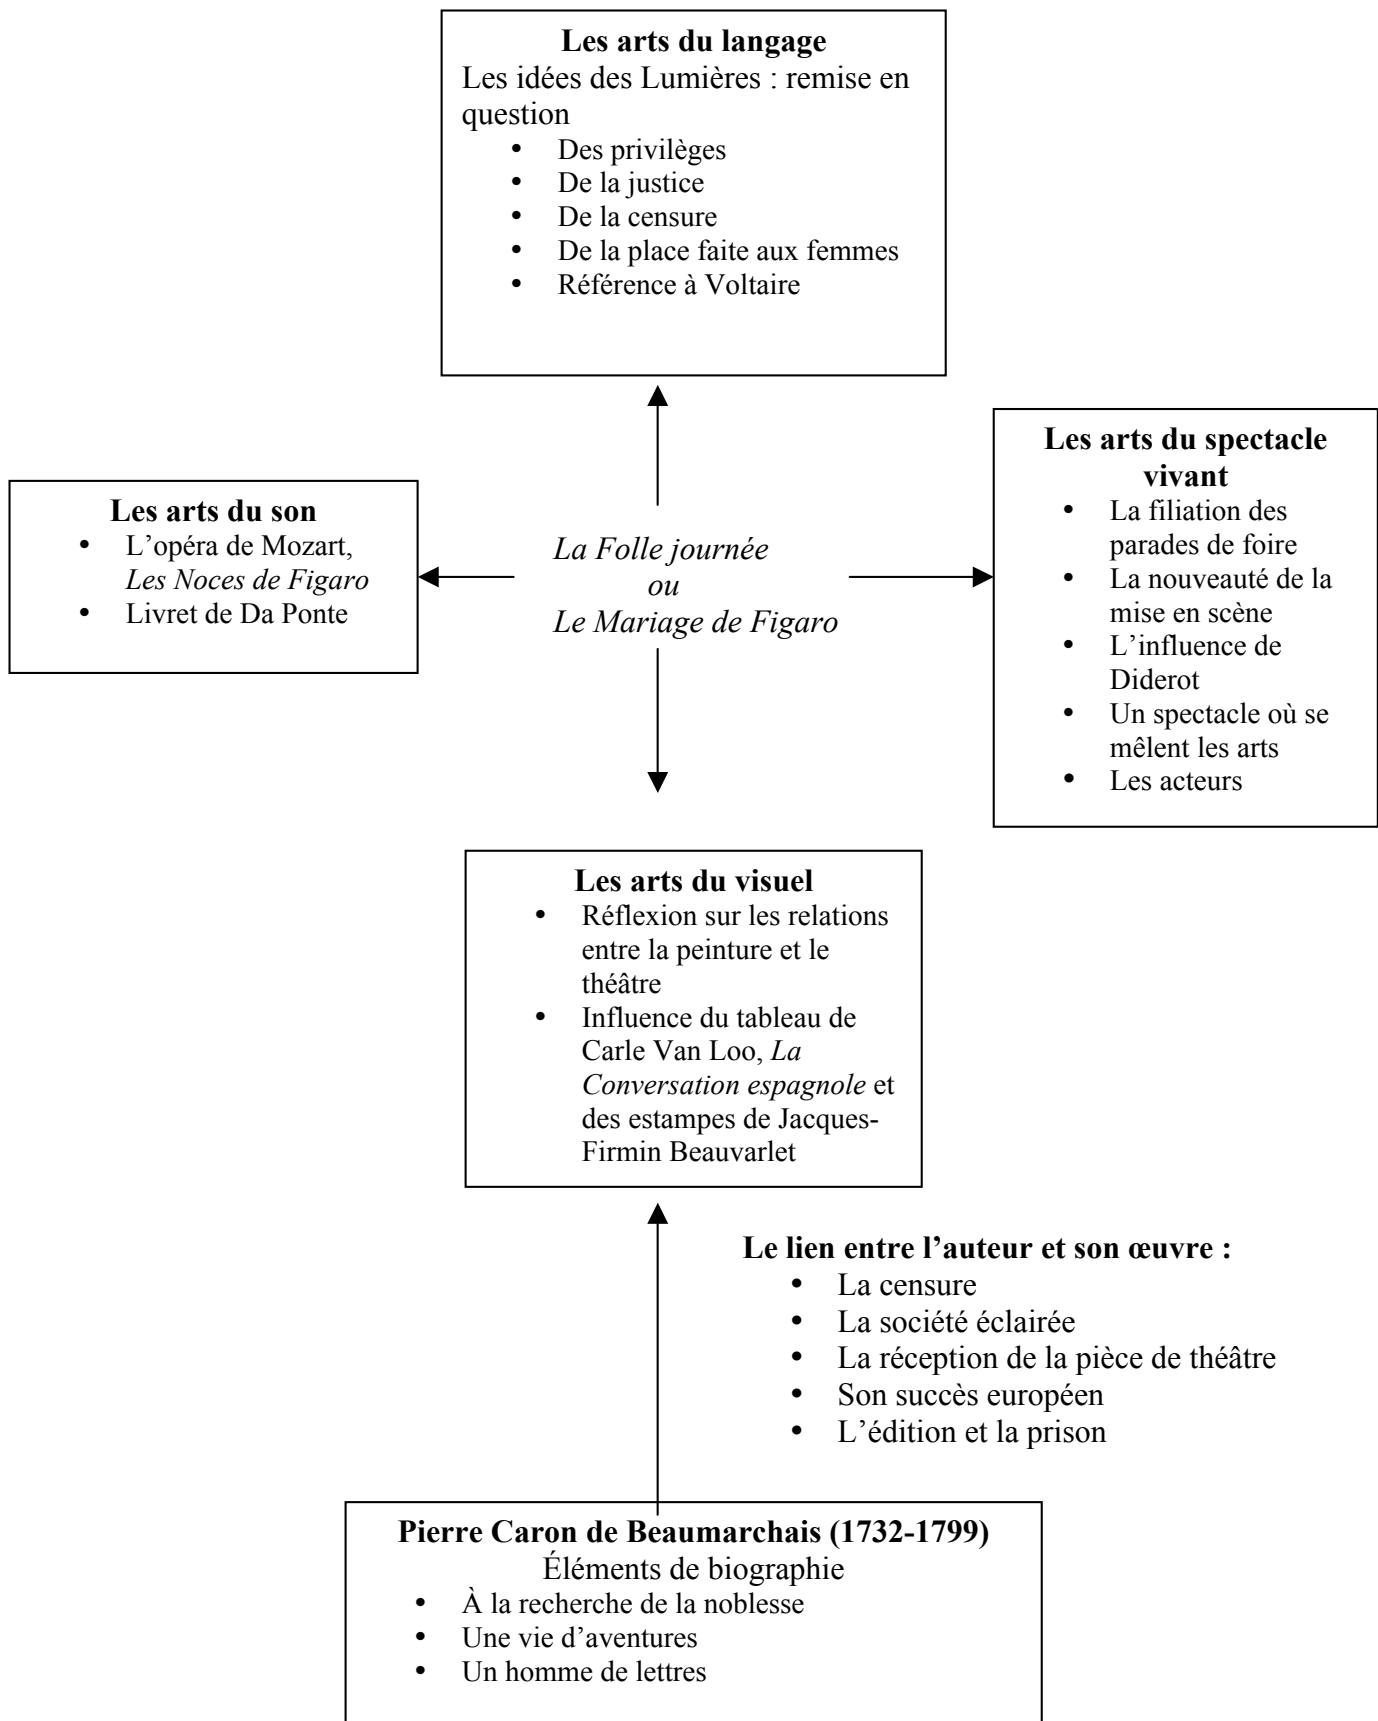 Les arts du langage
Les idées des Lumières : remise en
question
• Des privilèges
• De la justice
• De la censure
• De la place faite aux femmes
• Référence à Voltaire
Les arts du son
• L’opéra de Mozart,
Les Noces de Figaro
• Livret de Da Ponte
La Folle journée
ou
Le Mariage de Figaro
Les arts du spectacle
vivant
• La filiation des
parades de foire
• La nouveauté de la
mise en scène
• L’influence de
Diderot
• Un spectacle où se
mêlent les arts
• Les acteurs
Les arts du visuel
• Réflexion sur les relations
entre la peinture et le
théâtre
• Influence du tableau de
Carle Van Loo, La
Conversation espagnole et
des estampes de Jacques-
Firmin Beauvarlet
Le lien entre l’auteur et son œuvre :
• La censure
• La société éclairée
• La réception de la pièce de théâtre
• Son succès européen
• L’édition et la prison
Pierre Caron de Beaumarchais (1732-1799)
Éléments de biographie
• À la recherche de la noblesse
• Une vie d’aventures
• Un homme de lettres